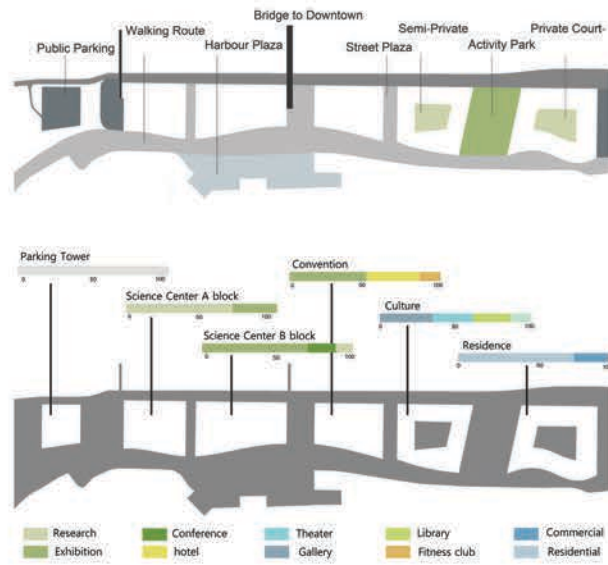 Bridge to Downtown
Semi-Private
Private Court-
Public Parking
Walking Route
Harbour Plaza
Street Plaza
Activity Park
Parking Tower
0 50 100
Science Center A block
0 50 100
Science Center B block
0 50 100
Convention
0 50 100
Culture
0 50 100
Residence
0 50 100
Research
Conference
Theater
Library
Commercial
Exhibition
hotel
Gallery
Fitness club
Residential